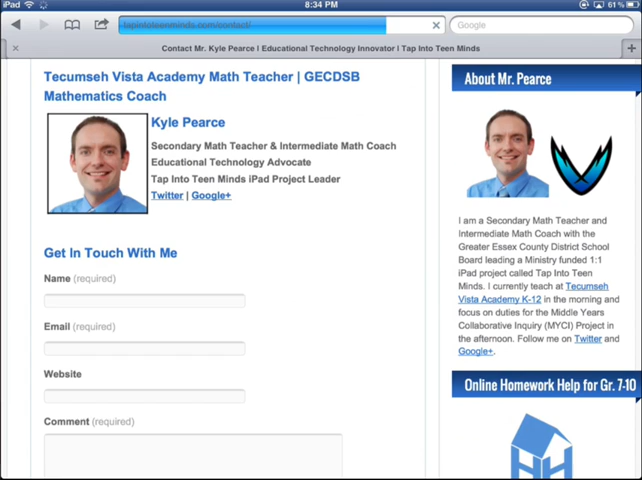 iPad
8:34 PM
61 %
tapintoteenminds.com/contact/
Google
Contact Mr. Kyle Pearce | Educational Technology Innovator | Tap Into Teen Minds
Tecumseh Vista Academy Math Teacher | GECDSB
Mathematics Coach
Kyle Pearce
Secondary Math Teacher & Intermediate Math Coach
Educational Technology Advocate
Tap Into Teen Minds iPad Project Leader
Twitter | Google+
Get In Touch With Me
Name (required)
Email (required)
Website
Comment (required)
About Mr. Pearce
I am a Secondary Math Teacher and
Intermediate Math Coach with the
Greater Essex County District School
Board leading a Ministry funded 1:1
iPad project called Tap Into Teen
Minds. I currently teach at Tecumseh
Vista Academy K-12 in the morning and
focus on duties for the Middle Years
Collaborative Inquiry (MYCI) Project in
the afternoon. Follow me on Twitter and
Google+.
Online Homework Help for Gr. 7-10
HH